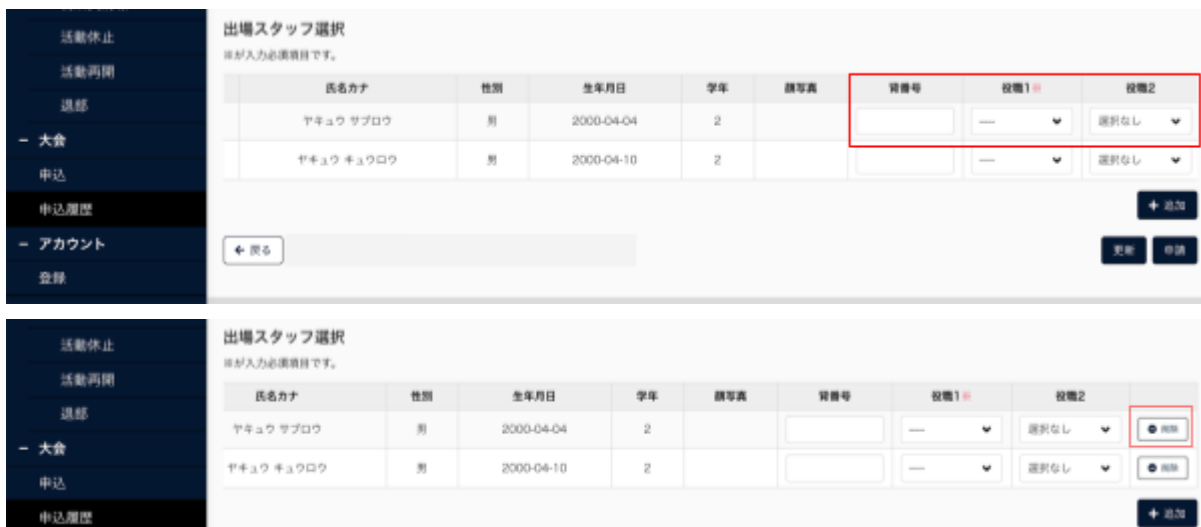 活動休止
活動再開
退部
− 大会
申込
申込履歴
− アカウント
登録
出場スタッフ選択
※が入力必須項目です。
氏名カナ 性別 生年月日 学年 顔写真 背番号 役職1※ 役職2
ヤキュウ サブロウ 男 2000-04-04 2 ---- 選択なし
ヤキュウ キュウロウ 男 2000-04-10 2 ---- 選択なし
+ 追加
← 戻る 更新 申請
活動休止
活動再開
退部
− 大会
申込
申込履歴
出場スタッフ選択
※が入力必須項目です。
氏名カナ 性別 生年月日 学年 顔写真 背番号 役職1※ 役職2
ヤキュウ サブロウ 男 2000-04-04 2 ---- 選択なし 削除
ヤキュウ キュウロウ 男 2000-04-10 2 ---- 選択なし 削除
+ 追加